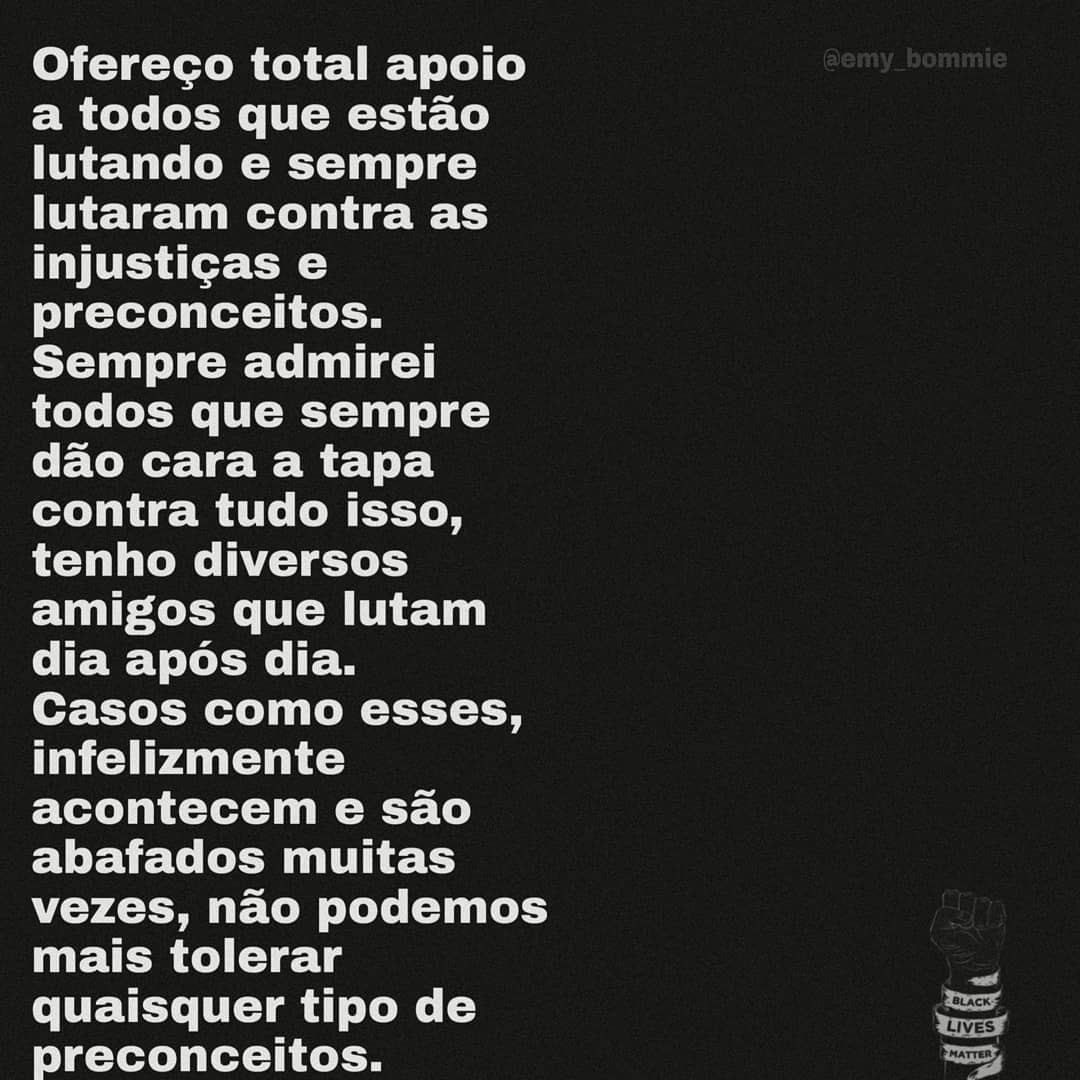 Ofereço total apoio
a todos que estão
lutando e sempre
lutaram contra as
injustiças e
preconceitos.
Sempre admirei
todos que sempre
dão cara a tapa
contra tudo isso,
tenho diversos
amigos que lutam
dia após dia.
Casos como esses,
infelizmente
acontecem e são
abafados muitas
vezes, não podemos
mais tolerar
quaisquer tipo de
preconceitos.
@emy_bommie
BLACK
LIVES
MATTER